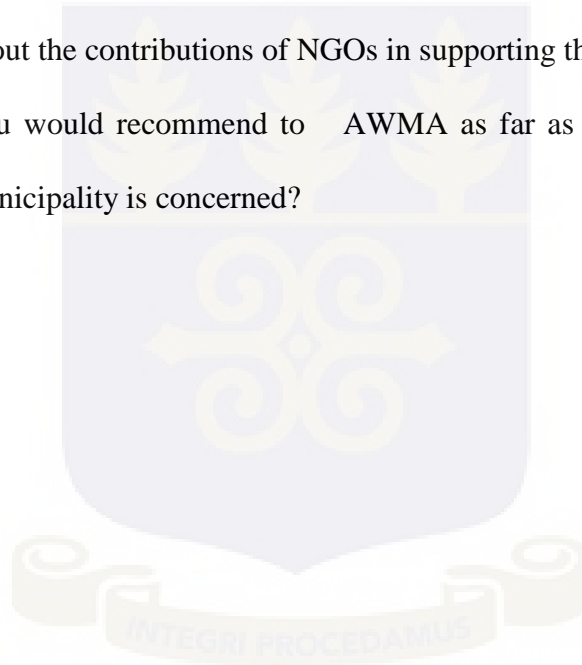 out the contributions of NGOs in supporting th
u would recommend to AWMA as far as
nicipality is concerned?
INTEGRI PROCEDAMUS